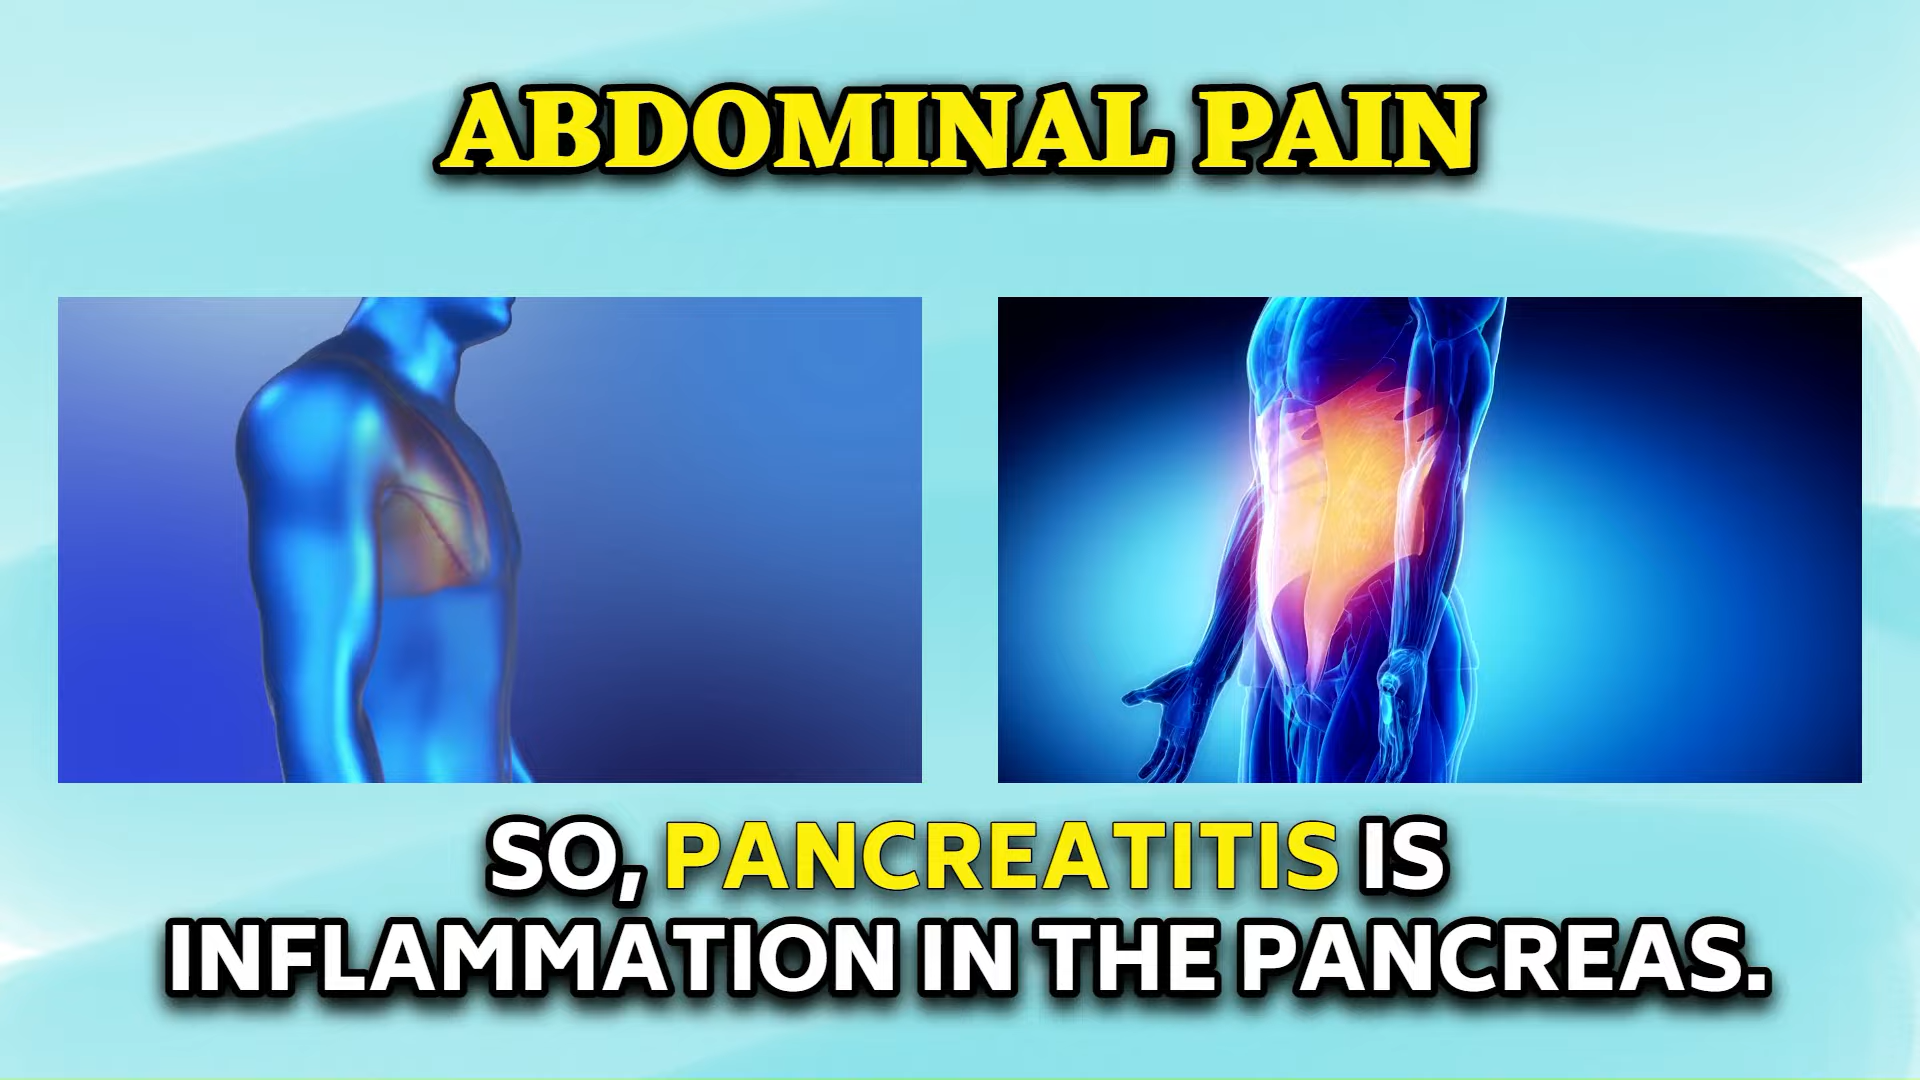 ABDOMINAL PAIN
SO, PANCREATITIS IS
INFLAMMATION IN THE PANCREAS.